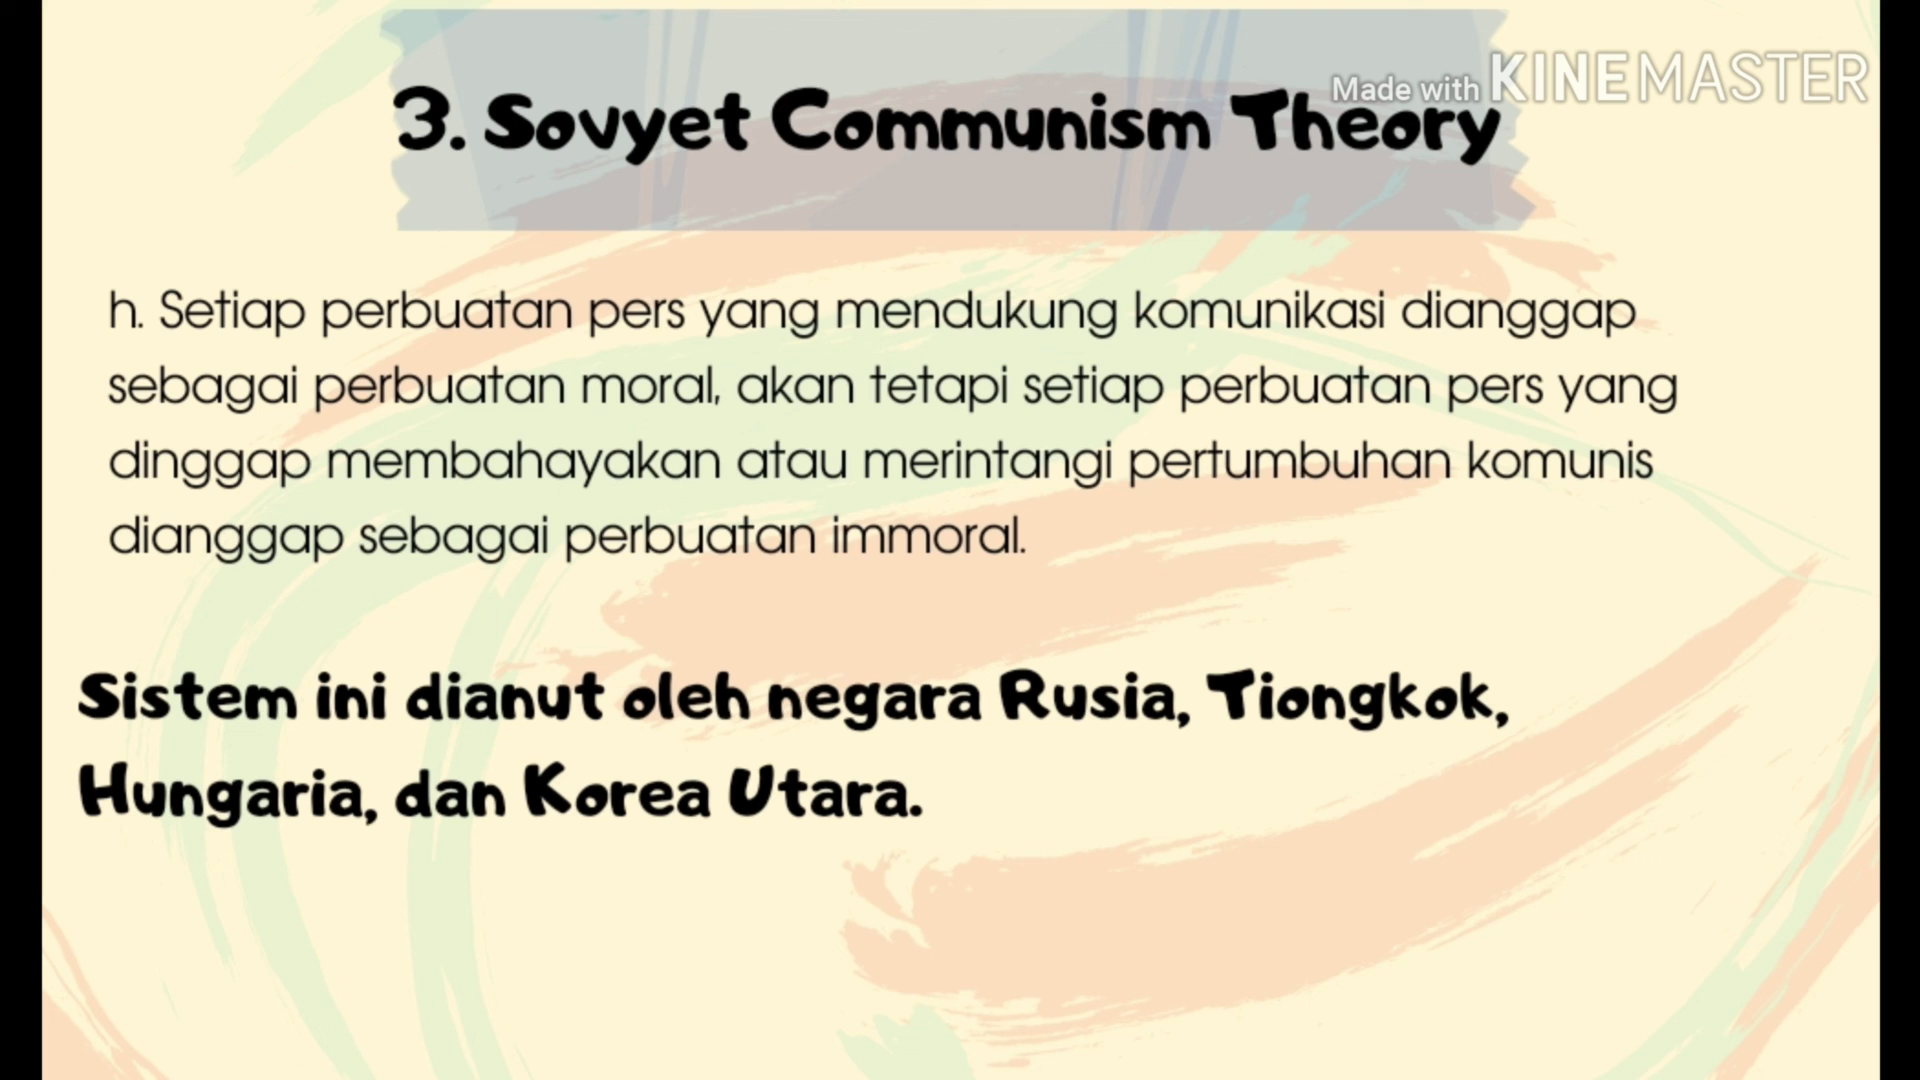 Made with KINEMASTER
3. Sovyet Communism Theory
h. Setiap perbuatan pers yang mendukung komunikasi dianggap
sebagai perbuatan moral, akan tetapi setiap perbuatan pers yang
dinggap membahayakan atau merintangi pertumbuhan komunis
dianggap sebagai perbuatan immoral.
Sistem ini dianut oleh negara Rusia, Tiongkok,
Hungaria, dan Korea Utara.